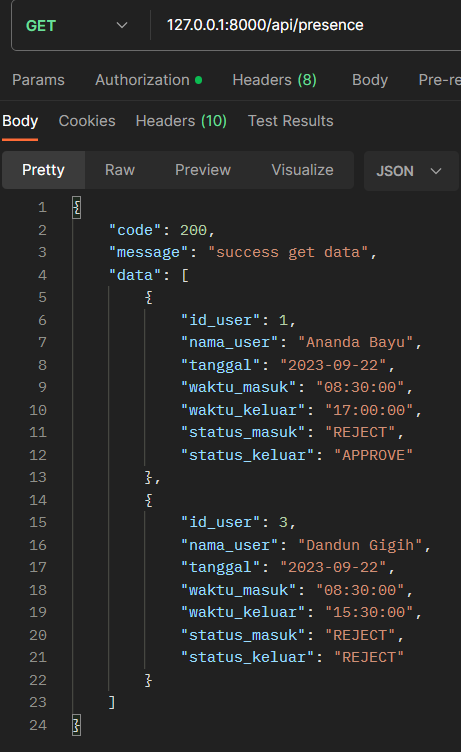 GET 127.0.0.1:8000/api/presence
Params Authorization Headers (8) Body Pre-re
Body Cookies Headers (10) Test Results
Pretty Raw Preview Visualize JSON
1 {
2 "code": 200,
3 "message": "success get data",
4 "data": [
5 {
6 "id_user": 1,
7 "nama_user": "Ananda Bayu",
8 "tanggal": "2023-09-22",
9 "waktu_masuk": "08:30:00",
10 "waktu_keluar": "17:00:00",
11 "status_masuk": "REJECT",
12 "status_keluar": "APPROVE"
13 },
14 {
15 "id_user": 3,
16 "nama_user": "Dandun Gigih",
17 "tanggal": "2023-09-22",
18 "waktu_masuk": "08:30:00",
19 "waktu_keluar": "15:30:00",
20 "status_masuk": "REJECT",
21 "status_keluar": "REJECT"
22 }
23 ]
24 }